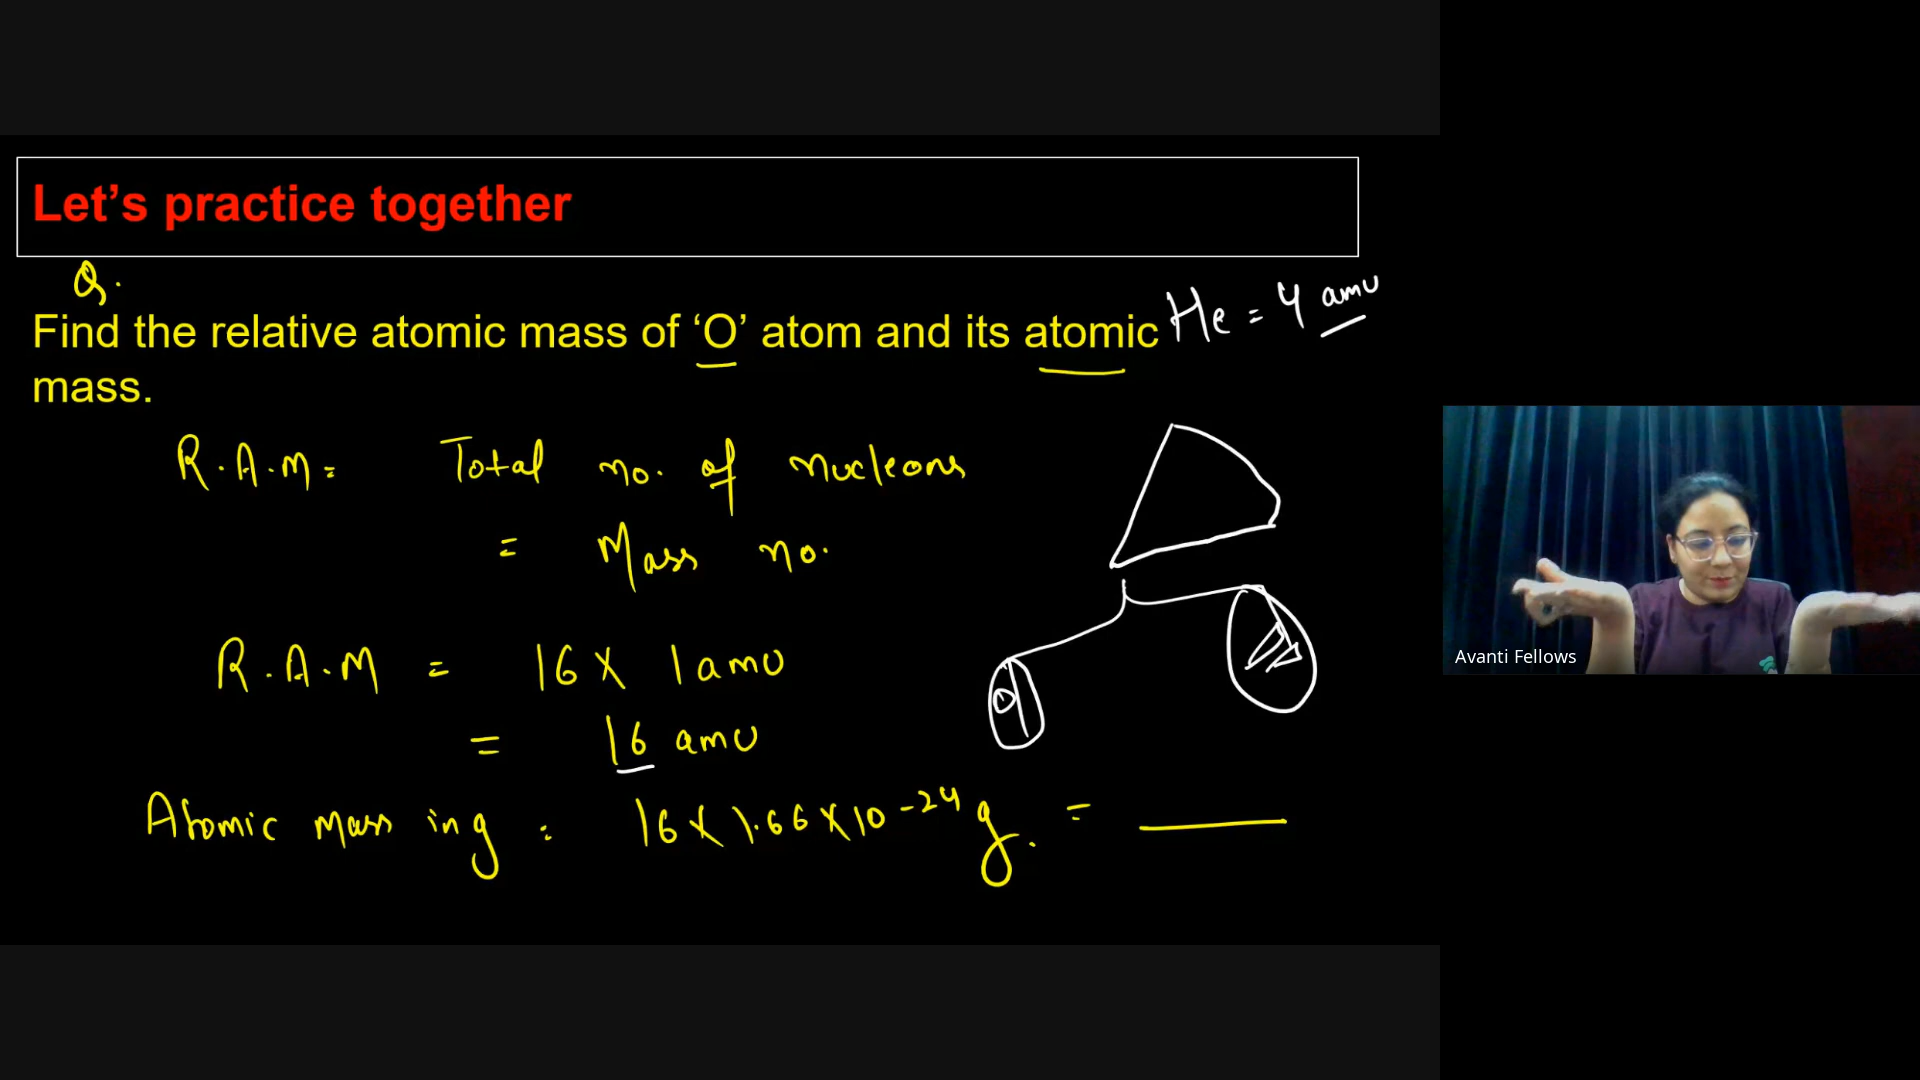 Let's practice together
Q.
Find the relative atomic mass of ‘O’ atom and its atomic He = 4 amu
mass.
R.A.M = Total no. of nucleons
= Mass no.
R.A.M = 16 X 1 amu
= 16 amu
Atomic mass in g = 16 X 1.66 X 10^-24 g. =
Avanti Fellows